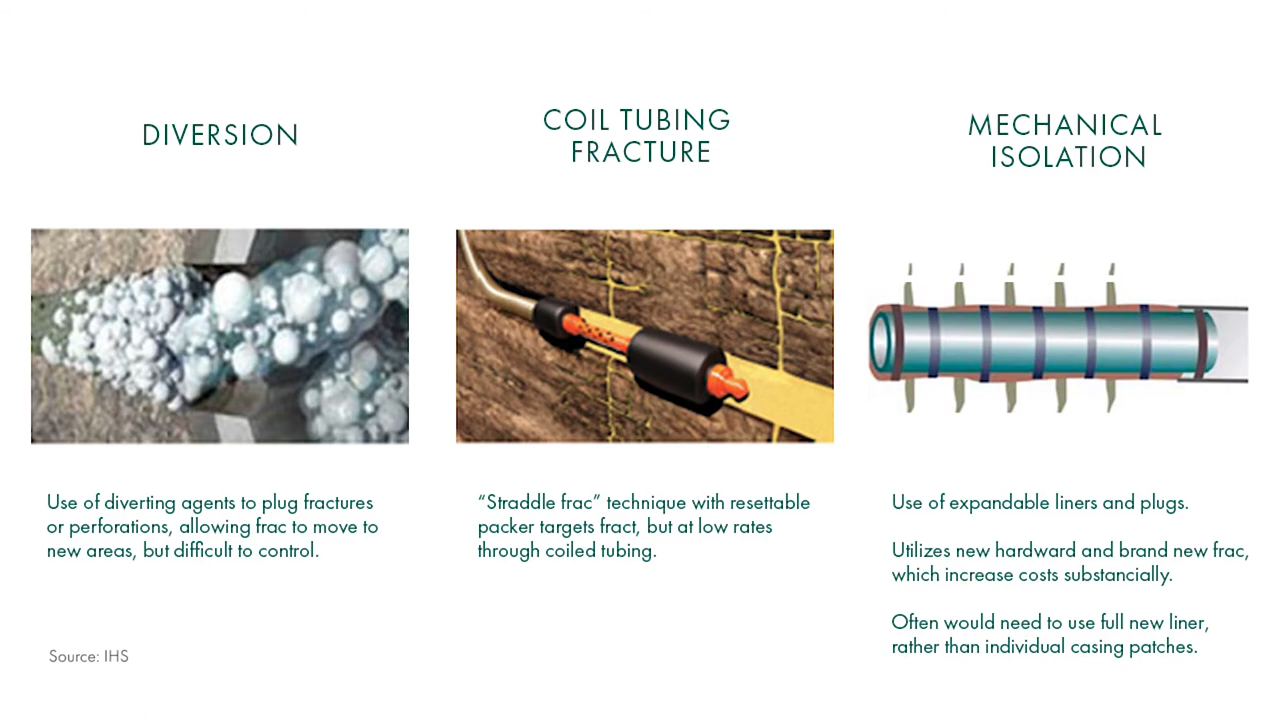 DIVERSION
Use of diverting agents to plug fractures
or perforations, allowing frac to move to
new areas, but difficult to control.
COIL TUBING
FRACTURE
“Straddle frac” technique with resettable
packer targets fract, but at low rates
through coiled tubing.
MECHANICAL
ISOLATION
Use of expandable liners and plugs.
Utilizes new hardward and brand new frac,
which increase costs substancially.
Often would need to use full new liner,
rather than individual casing patches.
Source: IHS